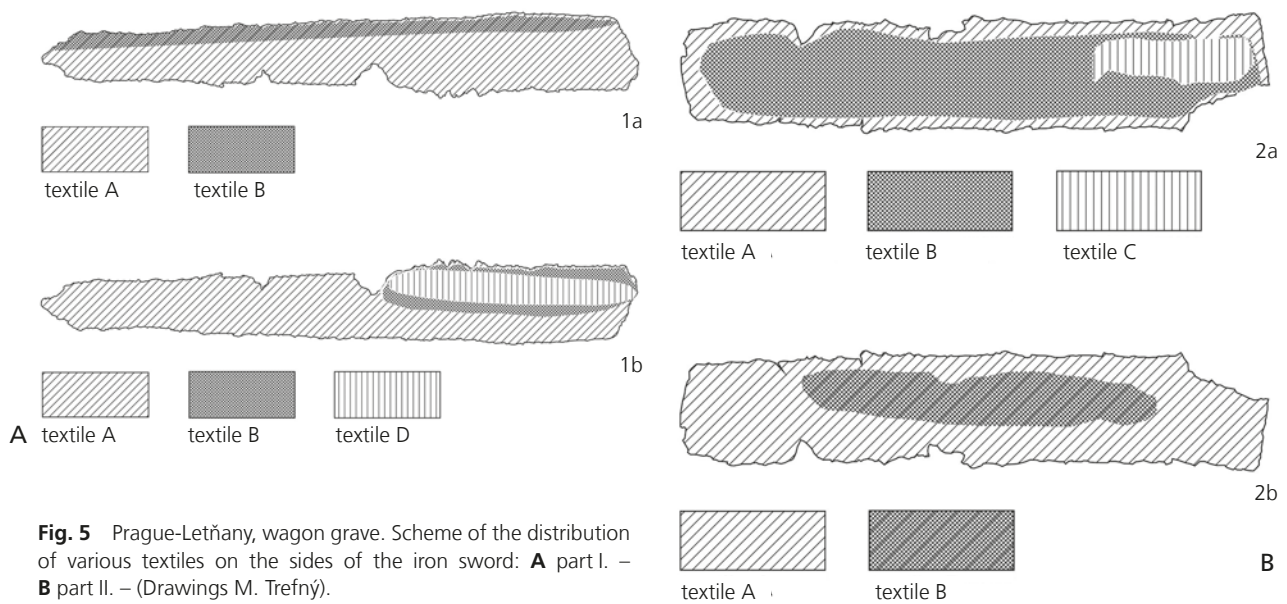 1a
textile A
textile B
1b
textile A
textile B
textile D
A
2a
textile A
textile B
textile C
2b
textile A
textile B
B
Fig. 5 Prague-Letňany, wagon grave. Scheme of the distribution
of various textiles on the sides of the iron sword: A part I. –
B part II. – (Drawings M. Trefný).